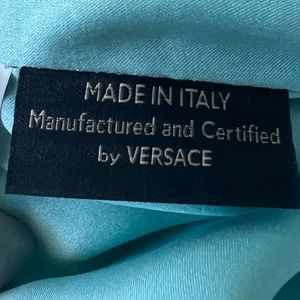 MADE IN ITALY
Manufactured and Certified
by VERSACE